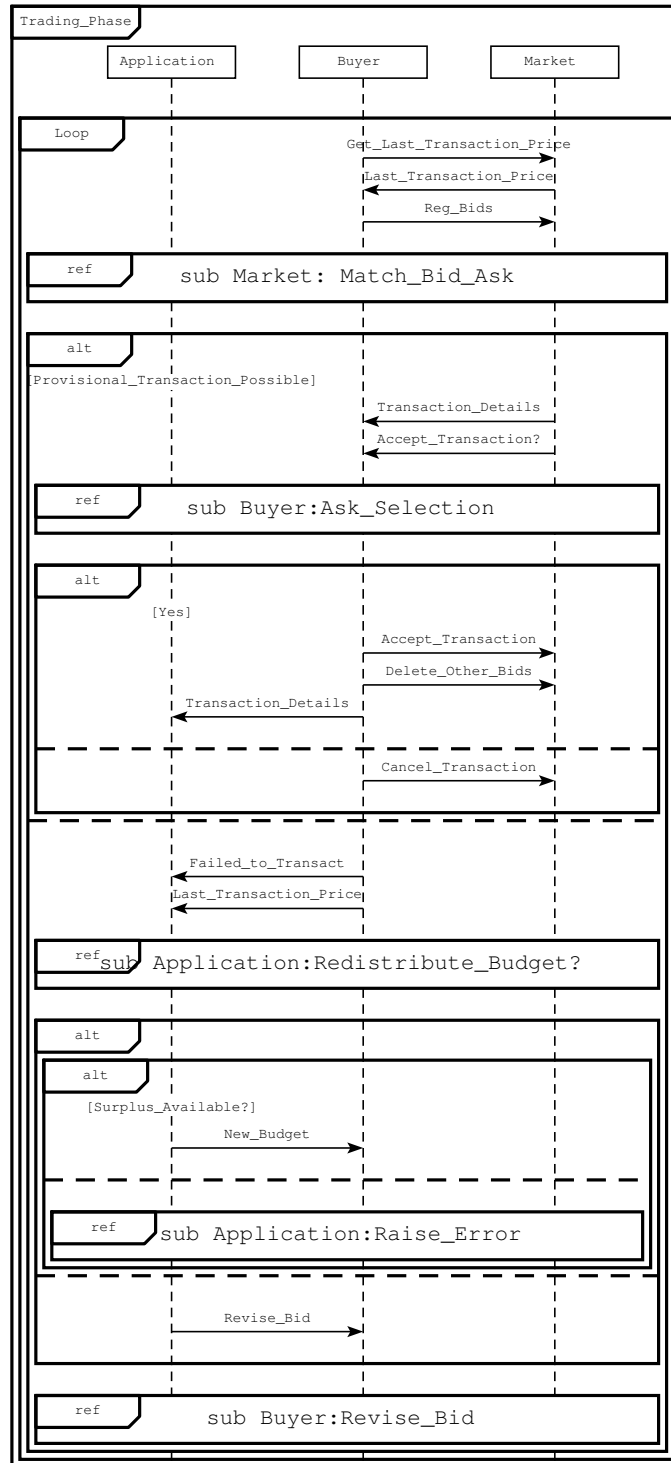 Trading_Phase
Application Buyer Market
Loop
Get_Last_Transaction_Price
Last_Transaction_Price
Reg_Bids
ref
sub Market: Match_Bid_Ask
alt
[Provisional_Transaction_Possible]
Transaction_Details
Accept_Transaction?
ref
sub Buyer:Ask_Selection
alt
[Yes]
Accept_Transaction
Delete_Other_Bids
Transaction_Details
Cancel_Transaction
Failed_to_Transact
Last_Transaction_Price
ref
sub Application:Redistribute_Budget?
alt
alt
[Surplus_Available?]
New_Budget
ref
sub Application:Raise_Error
Revise_Bid
ref
sub Buyer:Revise_Bid